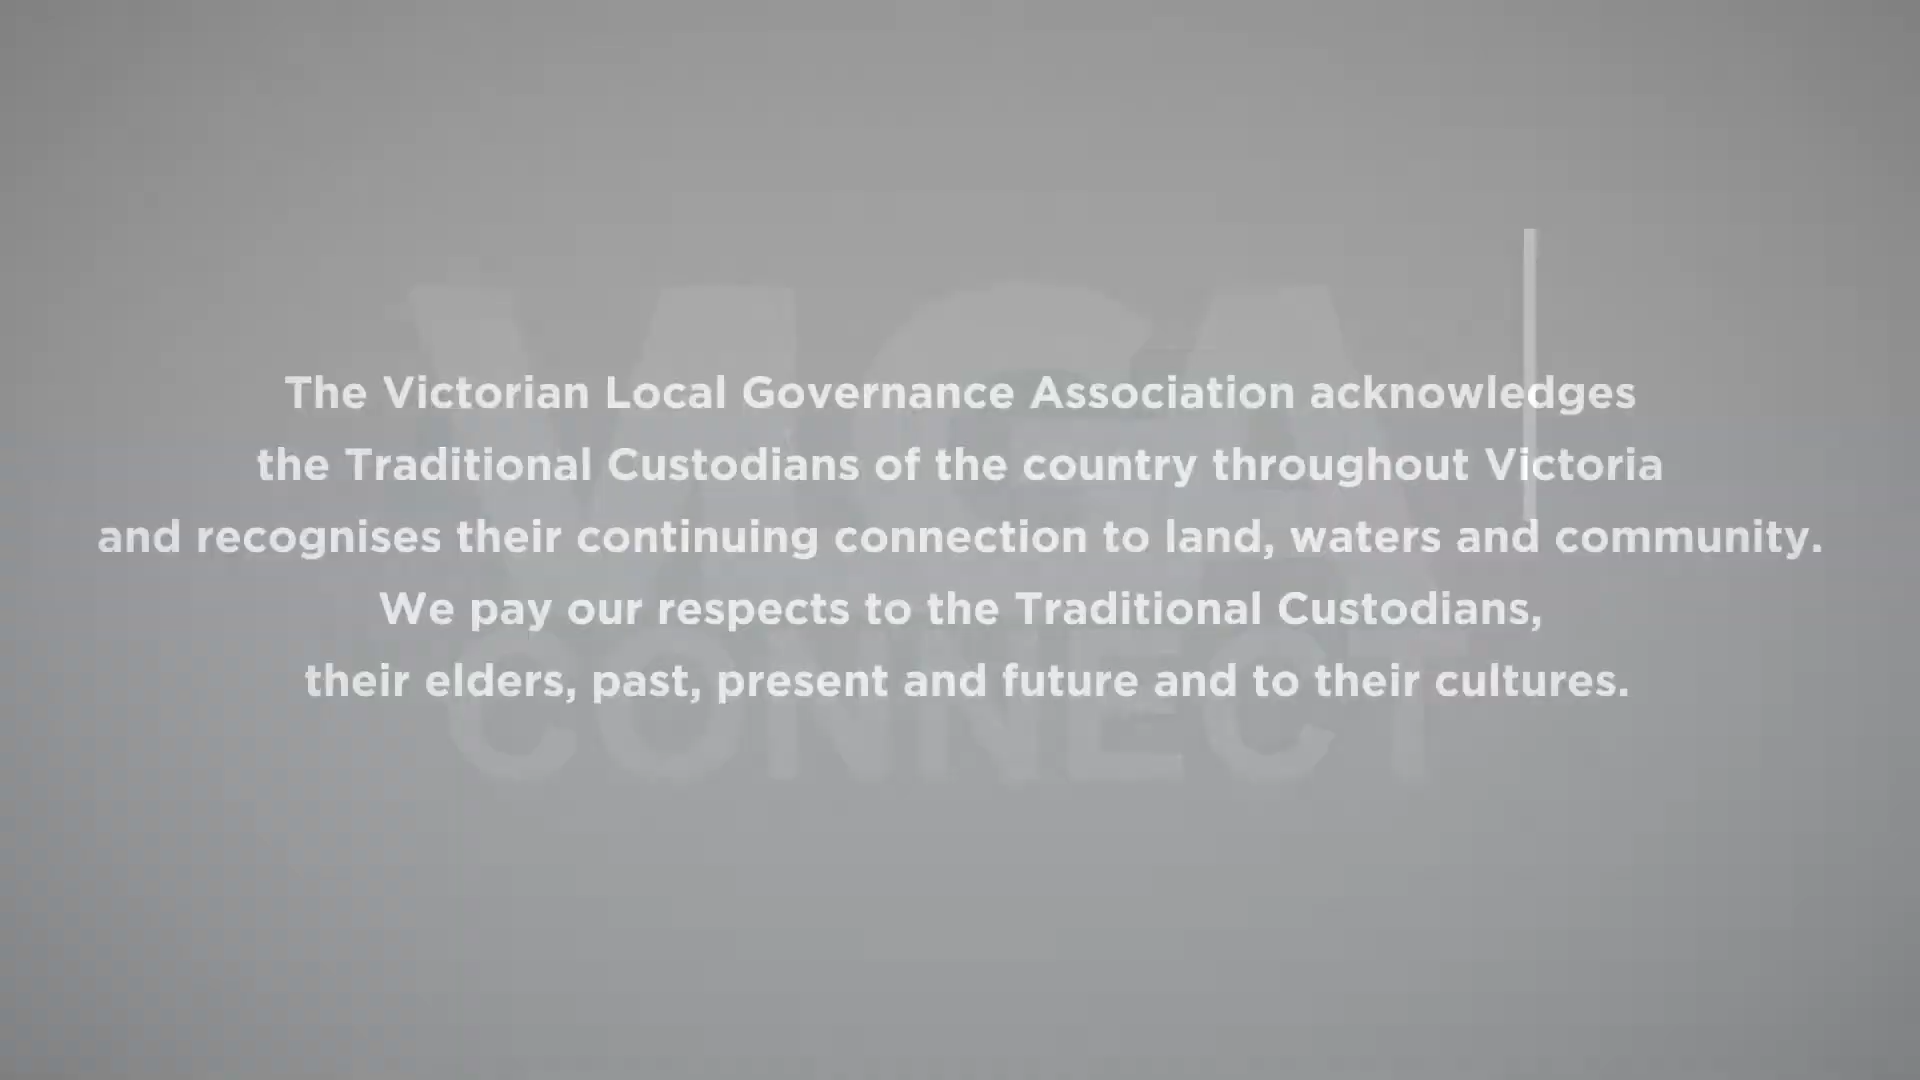 The Victorian Local Governance Association acknowledges
the Traditional Custodians of the country throughout Victoria
and recognises their continuing connection to land, waters and community.
We pay our respects to the Traditional Custodians,
their elders, past, present and future and to their cultures.
VLGA
CONNECT